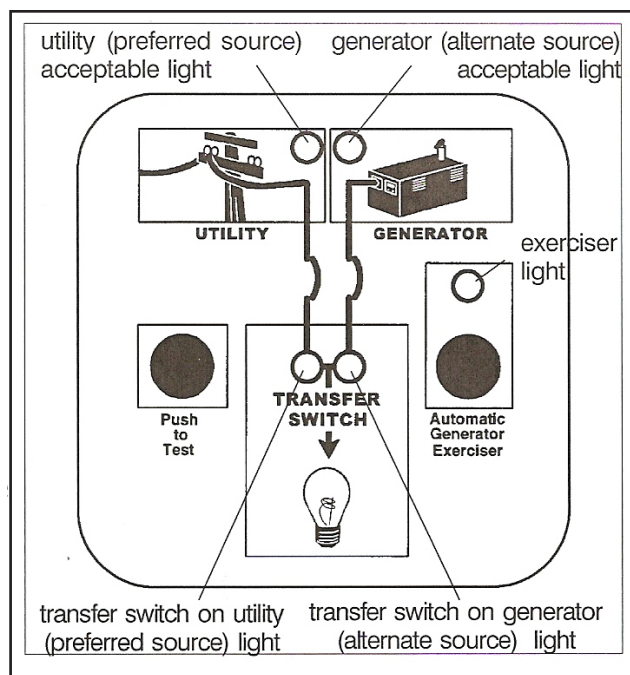 utility (preferred source)
acceptable light
generator (alternate source)
acceptable light
UTILITY
GENERATOR
exerciser
light
Push
to
Test
TRANSFER
SWITCH
Automatic
Generator
Exerciser
transfer switch on utility
(preferred source) light
transfer switch on generator
(alternate source) light